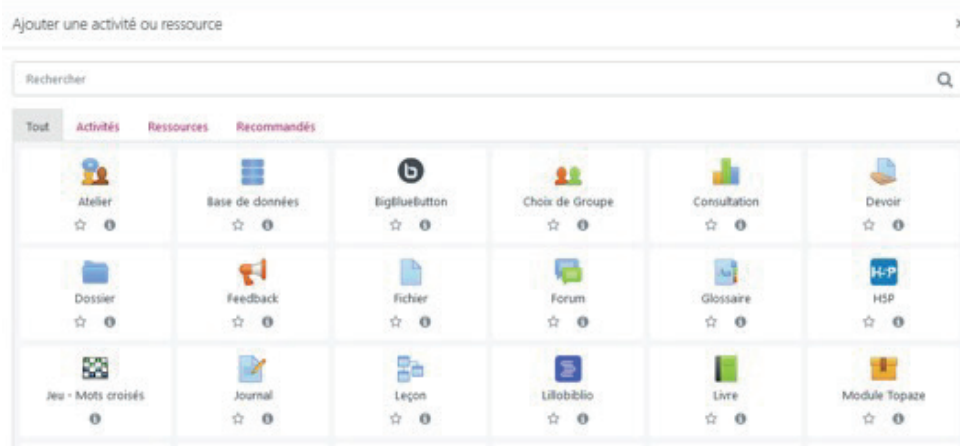 Ajouter une activité ou ressource
Rechercher
Tout Activités Ressources Recommandés
Atelier Base de données BigBlueButton Choix de Groupe Consultation Devoir
Dossier Feedback Fichier Forum Glossaire H5P
Jeu - Mots croisés Journal Leçon Lillobiblio Livre Module Topaze